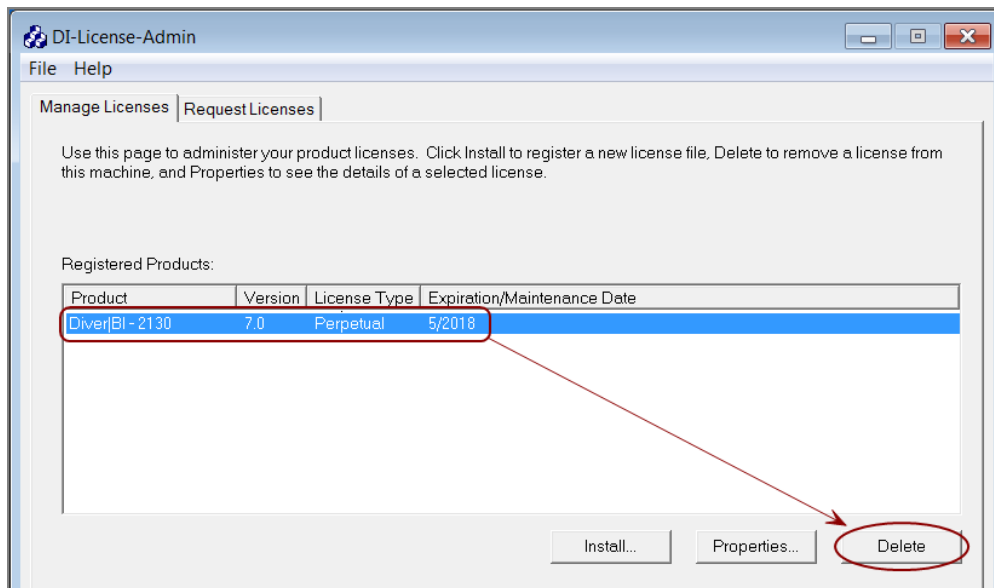 DI-License-Admin
File Help
Manage Licenses Request Licenses
Use this page to administer your product licenses. Click Install to register a new license file, Delete to remove a license from
this machine, and Properties to see the details of a selected license.
Registered Products:
Product Version License Type Expiration/Maintenance Date
Diver|BI - 2130 7.0 Perpetual 5/2018
Install... Properties... Delete